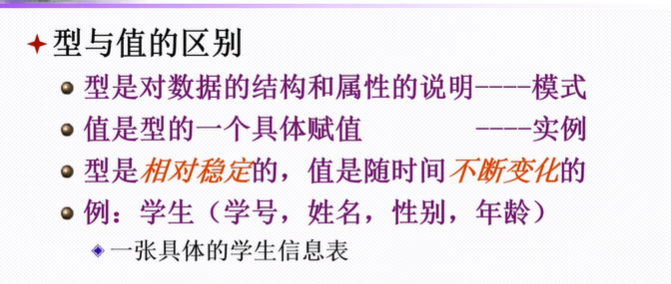 型与值的区别
型是对数据的结构和属性的说明----模式
值是型的一个具体赋值 ----实例
型是相对稳定的，值是随时间不断变化的
例：学生（学号，姓名，性别，年龄）
一张具体的学生信息表